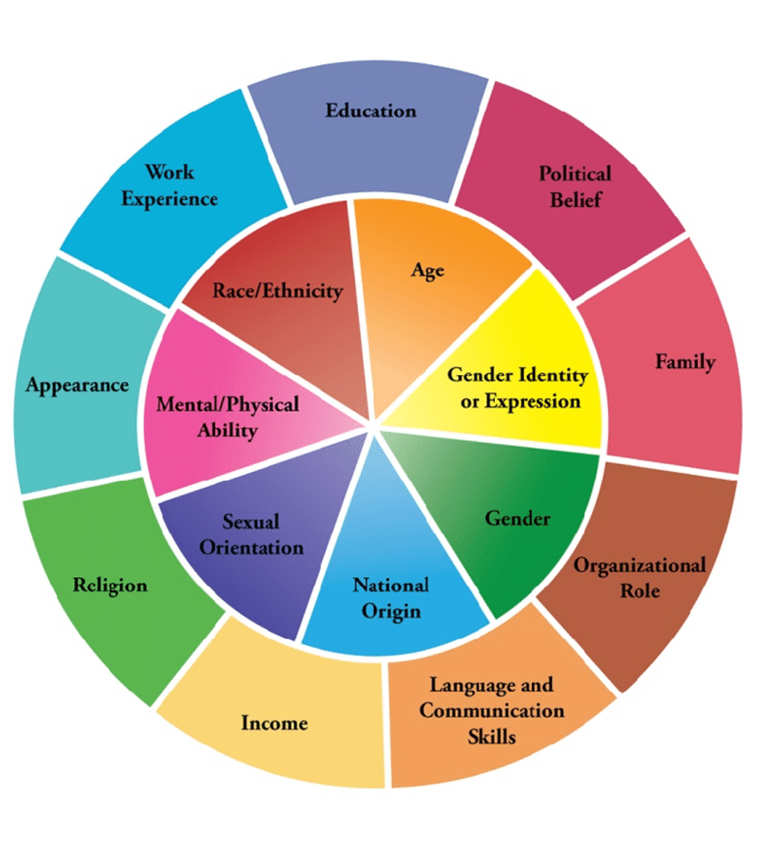 Education
Political
Belief
Family
Organizational
Role
Language and
Communication
Skills
Income
Religion
Appearance
Work
Experience
Age
Gender Identity
or Expression
Gender
National
Origin
Sexual
Orientation
Mental/Physical
Ability
Race/Ethnicity